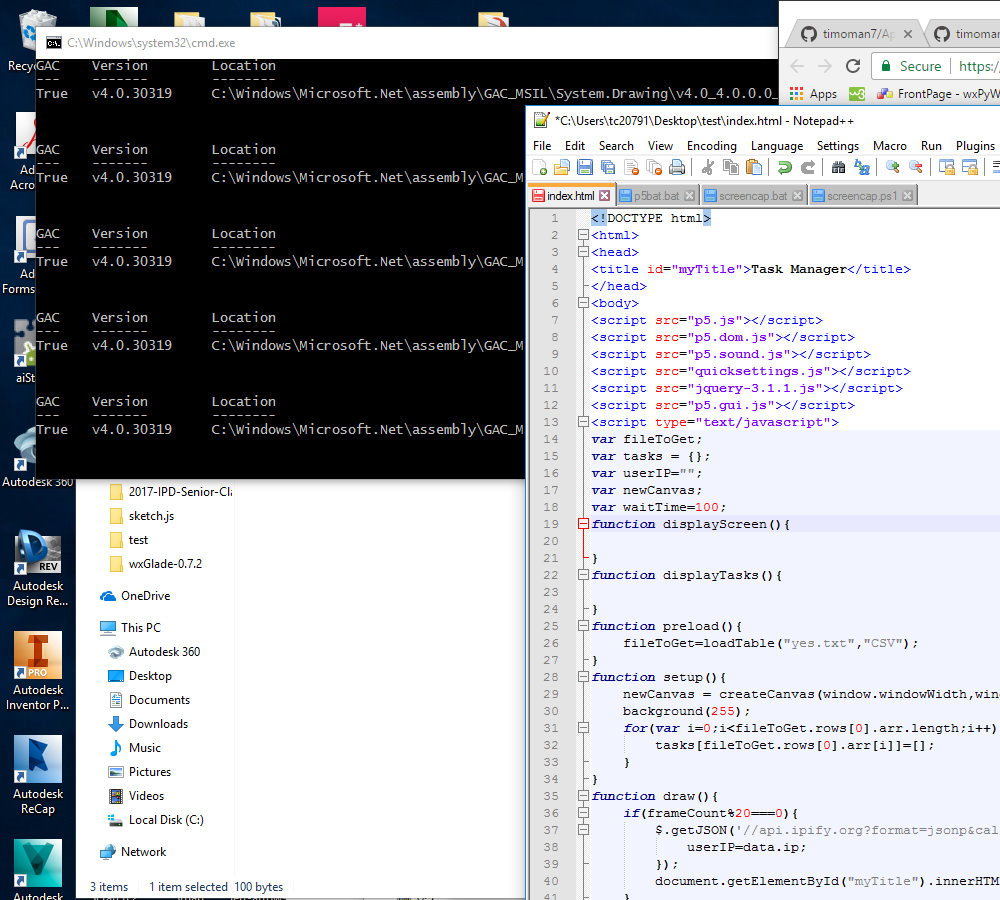 Recy
Ad
Acro
Ad
Forms
aiSt
Autodesk 360
REV
Autodesk
Design Re...
PRO
Autodesk
Inventor P...
Autodesk
ReCap
Autodesk
C:\Windows\system32\cmd.exe
GAC Version Location
--- ------- --------
True v4.0.30319 C:\Windows\Microsoft.Net\assembly\GAC_MSIL\System.Drawing\v4.0_4.0.0.0_
GAC Version Location
--- ------- --------
True v4.0.30319 C:\Windows\Microsoft.Net\assembly\GAC_M
GAC Version Location
--- ------- --------
True v4.0.30319 C:\Windows\Microsoft.Net\assembly\GAC_M
GAC Version Location
--- ------- --------
True v4.0.30319 C:\Windows\Microsoft.Net\assembly\GAC_M
GAC Version Location
--- ------- --------
True v4.0.30319 C:\Windows\Microsoft.Net\assembly\GAC_M
2017-IPD-Senior-Cla
sketch.js
test
wxGlade-0.7.2
OneDrive
This PC
Autodesk 360
Desktop
Documents
Downloads
Music
Pictures
Videos
Local Disk (C:)
Network
3 items 1 item selected 100 bytes
timoman7/Ap timoman
Secure https:/
Apps FrontPage - wxPyW
*C:\Users\tc20791\Desktop\test\index.html - Notepad++
File Edit Search View Encoding Language Settings Macro Run Plugins
index.html p5bat.bat screencap.bat screencap.ps1
1 <!DOCTYPE html>
2 <html>
3 <head>
4 <title id="myTitle">Task Manager</title>
5 </head>
6 <body>
7 <script src="p5.js"></script>
8 <script src="p5.dom.js"></script>
9 <script src="p5.sound.js"></script>
10 <script src="quicksettings.js"></script>
11 <script src="jquery-3.1.1.js"></script>
12 <script src="p5.gui.js"></script>
13 <script type="text/javascript">
14 var fileToGet;
15 var tasks = {};
16 var userIP="";
17 var newCanvas;
18 var waitTime=100;
19 function displayScreen(){
20
21 }
22 function displayTasks(){
23
24 }
25 function preload(){
26 fileToGet=loadTable("yes.txt","CSV");
27 }
28 function setup(){
29 newCanvas = createCanvas(window.windowWidth,win
30 background(255);
31 for(var i=0;i<fileToGet.rows[0].arr.length;i++)
32 tasks[fileToGet.rows[0].arr[i]]=[];
33 }
34 }
35 function draw(){
36 if(frameCount%20===0){
37 $.getJSON('//api.ipify.org?format=jsonp&cal
38 userIP=data.ip;
39 });
40 document.getElementById("myTitle").innerHTM
41 }